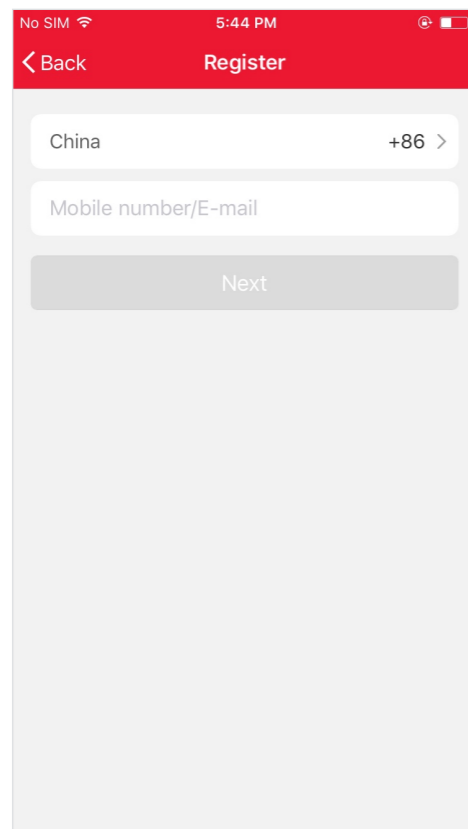 No SIM 5:44 PM
Back Register
China +86
Mobile number/E-mail
Next